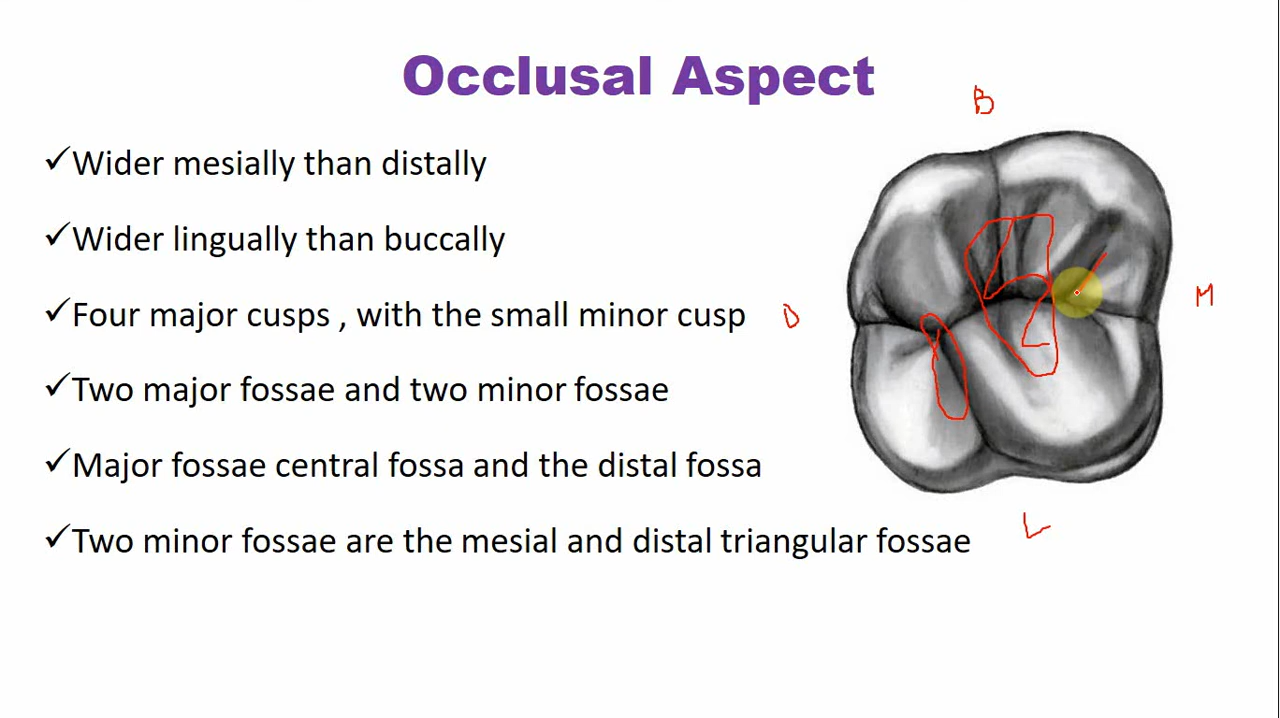 Occlusal Aspect
B
✓Wider mesially than distally
✓Wider lingually than buccally
✓Four major cusps , with the small minor cusp
D
M
✓Two major fossae and two minor fossae
✓Major fossae central fossa and the distal fossa
✓Two minor fossae are the mesial and distal triangular fossae
L